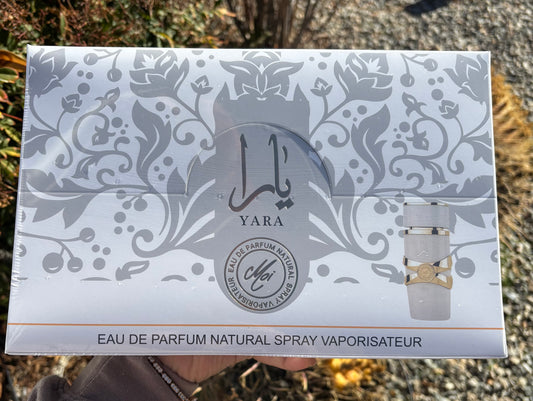 يارا
YARA
EAU DE PARFUM NATURAL SPRAY VAPORISATEUR
Moi
EAU DE PARFUM NATURAL SPRAY VAPORISATEUR